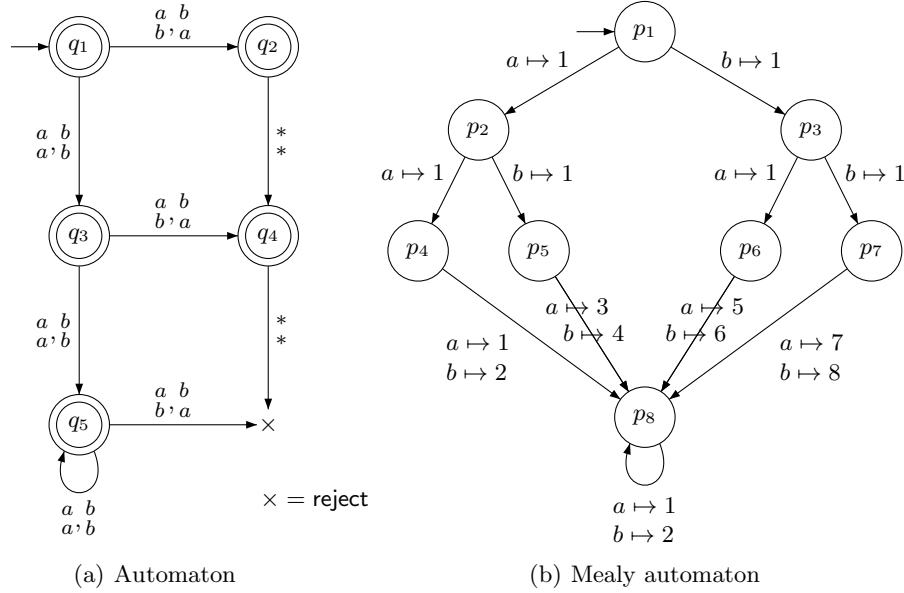 q1
a b
b, a
q2
a b
a, b
*
*
q3
a b
b, a
q4
a b
a, b
*
*
q5
a b
b, a
×
a b
a, b
× = reject
(a) Automaton
p1
a ↦ 1
b ↦ 1
p2
p3
a ↦ 1
b ↦ 1
a ↦ 1
b ↦ 1
p4
p5
p6
p7
a ↦ 3
b ↦ 4
a ↦ 5
b ↦ 6
a ↦ 1
b ↦ 2
a ↦ 7
b ↦ 8
p8
a ↦ 1
b ↦ 2
(b) Mealy automaton